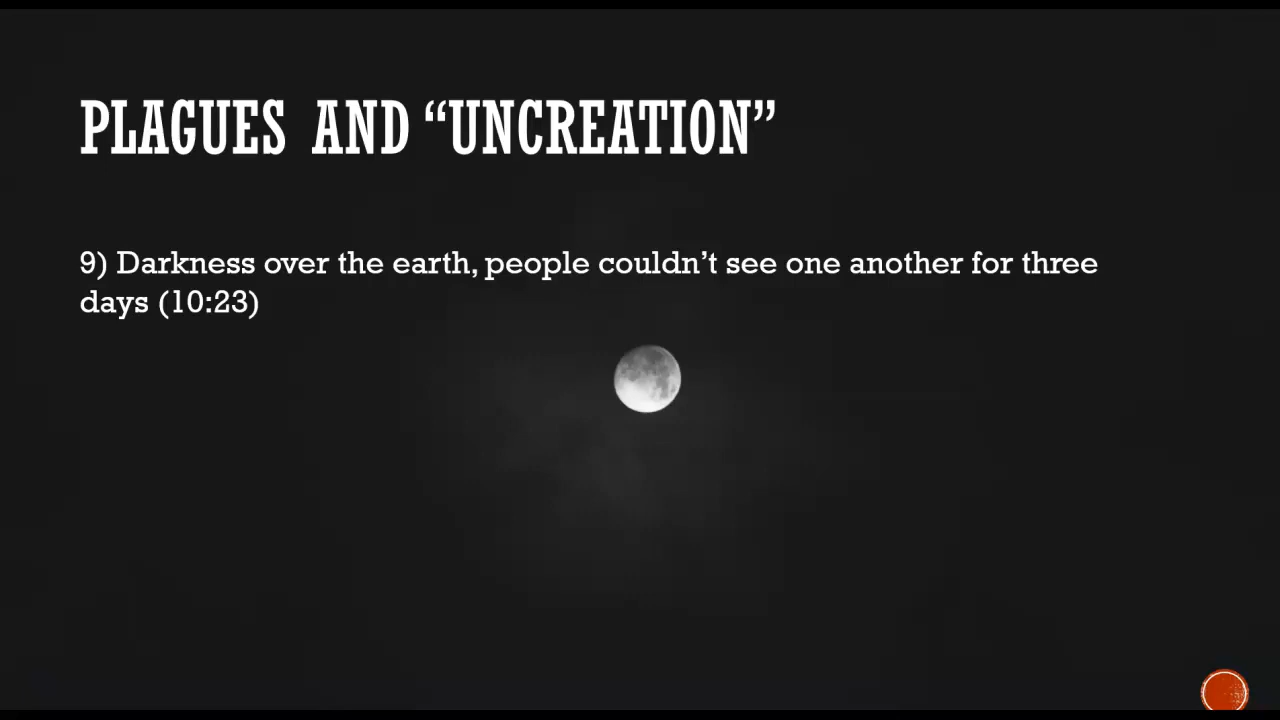 PLAGUES AND “UNCREATION”
9) Darkness over the earth, people couldn’t see one another for three
days (10:23)